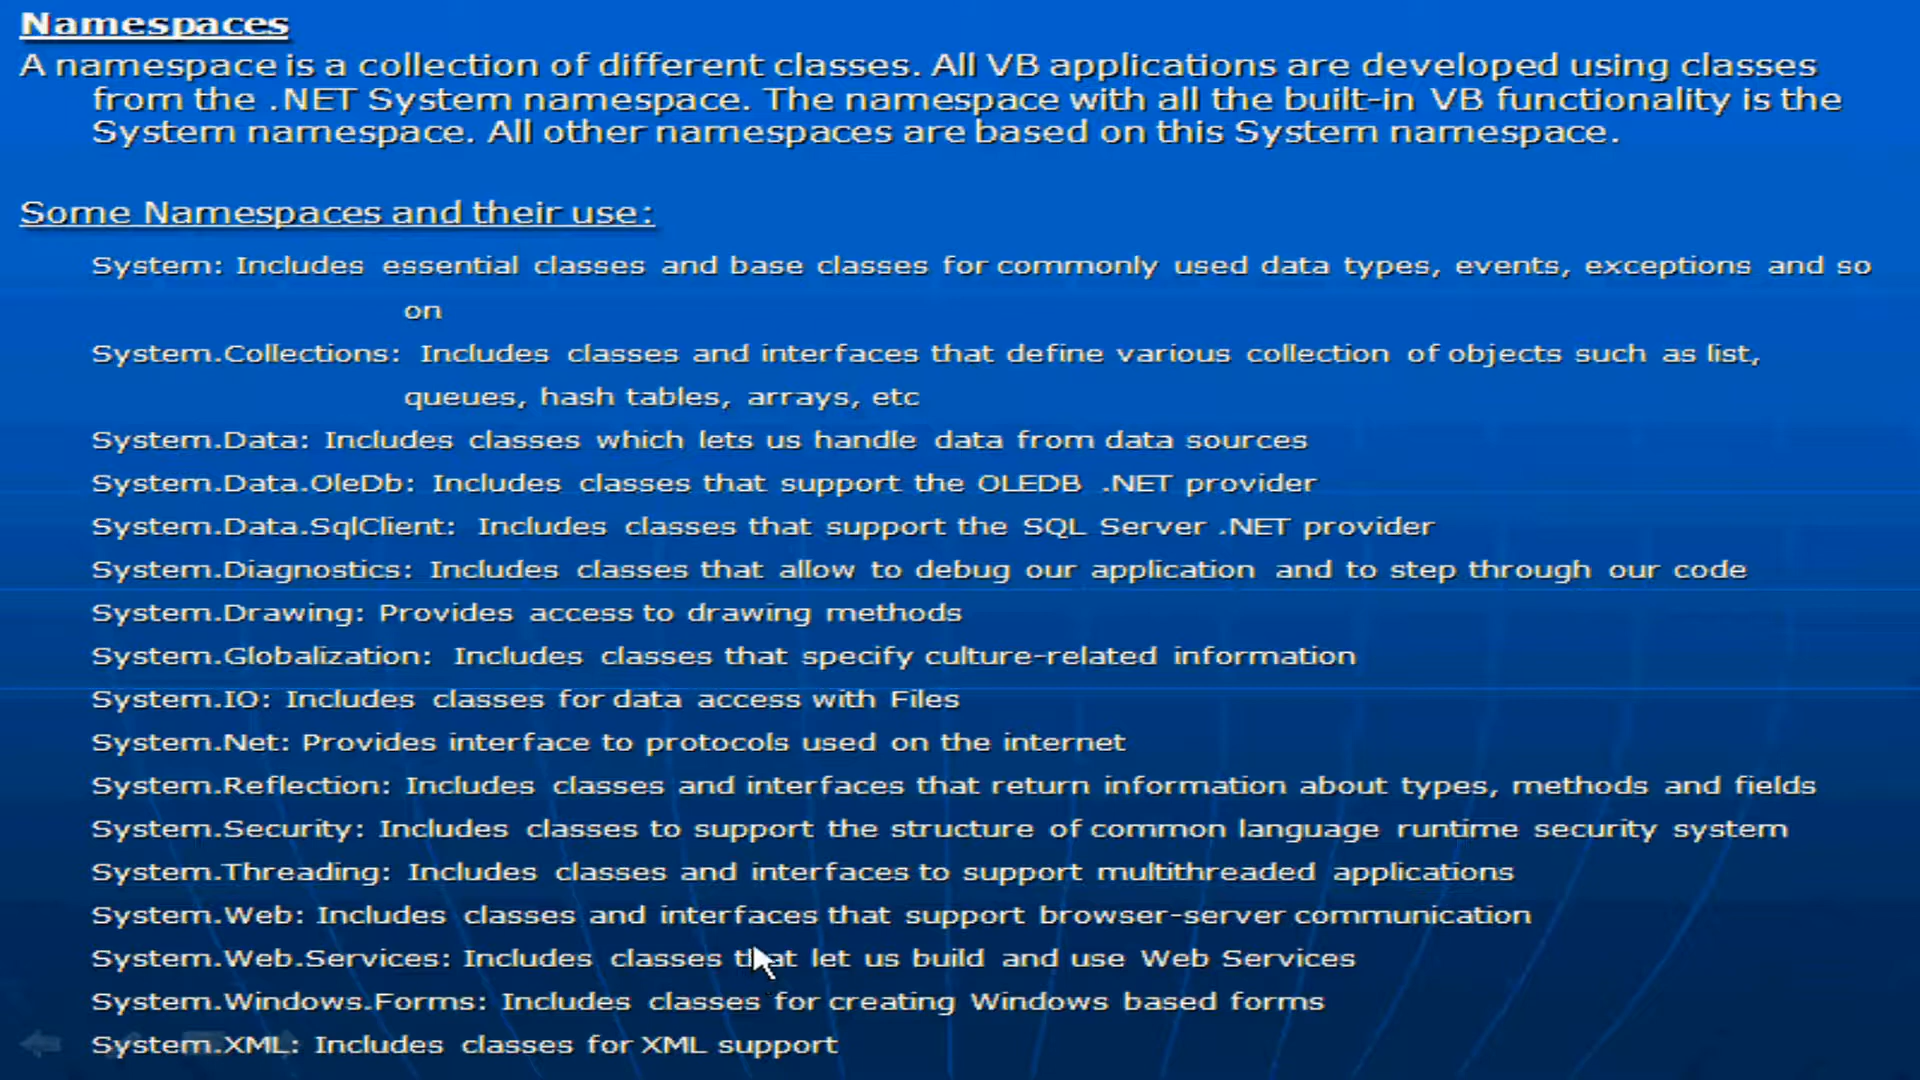 Namespaces
A namespace is a collection of different classes. All VB applications are developed using classes
from the .NET System namespace. The namespace with all the built-in VB functionality is the
System namespace. All other namespaces are based on this System namespace.
Some Namespaces and their use:
System: Includes essential classes and base classes for commonly used data types, events, exceptions and so
on
System.Collections: Includes classes and interfaces that define various collection of objects such as list,
queues, hash tables, arrays, etc
System.Data: Includes classes which lets us handle data from data sources
System.Data.OleDb: Includes classes that support the OLEDB .NET provider
System.Data.SqlClient: Includes classes that support the SQL Server .NET provider
System.Diagnostics: Includes classes that allow to debug our application and to step through our code
System.Drawing: Provides access to drawing methods
System.Globalization: Includes classes that specify culture-related information
System.IO: Includes classes for data access with Files
System.Net: Provides interface to protocols used on the internet
System.Reflection: Includes classes and interfaces that return information about types, methods and fields
System.Security: Includes classes to support the structure of common language runtime security system
System.Threading: Includes classes and interfaces to support multithreaded applications
System.Web: Includes classes and interfaces that support browser-server communication
System.Web.Services: Includes classes that let us build and use Web Services
System.Windows.Forms: Includes classes for creating Windows based forms
System.XML: Includes classes for XML support